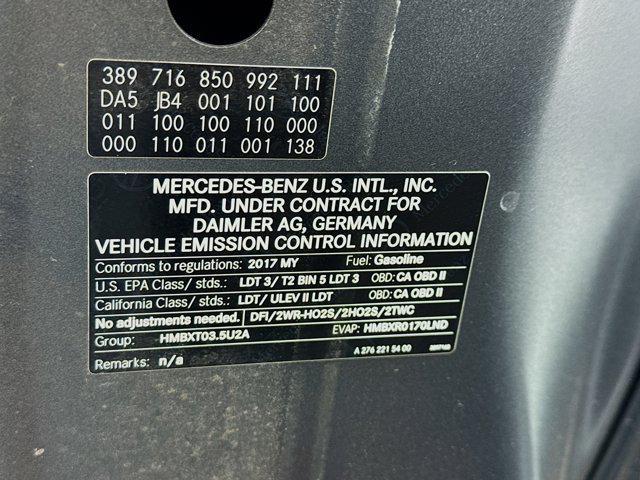 389 716 850 992 111
DA5 JB4 001 101 100
011 100 100 110 000
000 110 011 001 138
MERCEDES-BENZ U.S. INTL., INC.
MFD. UNDER CONTRACT FOR
DAIMLER AG, GERMANY
VEHICLE EMISSION CONTROL INFORMATION
Conforms to regulations: 2017 MY Fuel: Gasoline
U.S. EPA Class/ stds.: LDT 3/ T2 BIN 5 LDT 3 OBD: CA OBD II
California Class/ stds.: LDT/ ULEV II LDT OBD: CA OBD II
No adjustments needed. DFI/2WR-HO2S/2HO2S/2TWC
Group: HMBXT03.5U2A EVAP: HMBXR0170LND
A 276 221 54 00
Remarks: n/a